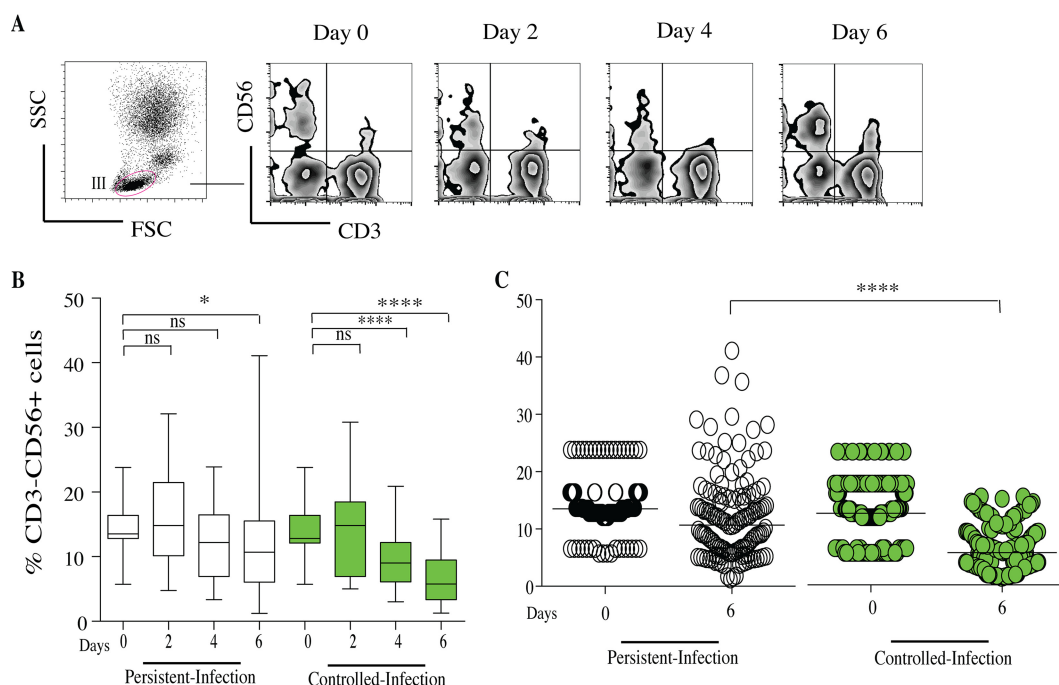 A
Day 0
Day 2
Day 4
Day 6
SSC
III
FSC
CD56
CD3
B
% CD3-CD56+ cells
50
40
30
20
10
0
*
ns
ns
****
****
ns
Days
0
2
4
6
0
2
4
6
Persistent-Infection
Controlled-Infection
C
50
40
30
20
10
0
****
Days
0
6
0
6
Persistent-Infection
Controlled-Infection